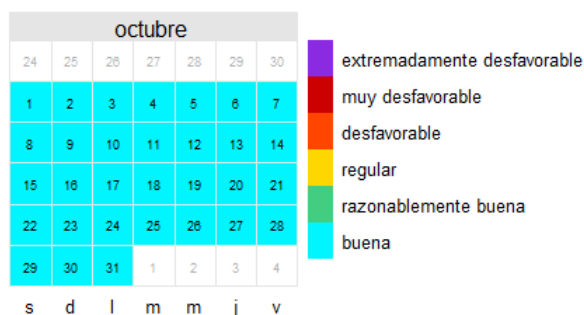 octubre
24 25 26 27 28 29 30
1 2 3 4 5 6 7
8 9 10 11 12 13 14
15 16 17 18 19 20 21
22 23 24 25 26 27 28
29 30 31 1 2 3 4
s d l m m j v
extremadamente desfavorable
muy desfavorable
desfavorable
regular
razonablemente buena
buena